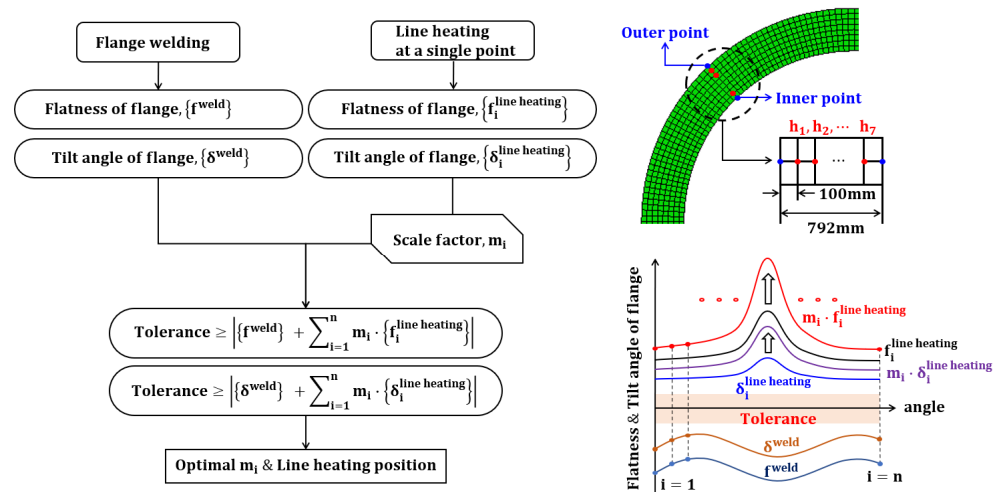 Flange welding
Line heating
at a single point
Flatness of flange, {f^weld}
Flatness of flange, {f_i^line heating}
Tilt angle of flange, {δ^weld}
Tilt angle of flange, {δ_i^line heating}
Scale factor, m_i
Tolerance ≥ |{f^weld} + ∑_{i=1}^n m_i · {f_i^line heating}|
Tolerance ≥ |{δ^weld} + ∑_{i=1}^n m_i · {δ_i^line heating}|
Optimal m_i & Line heating position
Outer point
Inner point
h_1, h_2, ⋯ h_7
⋯
100mm
792mm
Flatness & Tilt angle of flange
m_i · f_i^line heating
f_i^line heating
m_i · δ_i^line heating
δ_i^line heating
angle
Tolerance
δ^weld
f^weld
i = 1
i = n